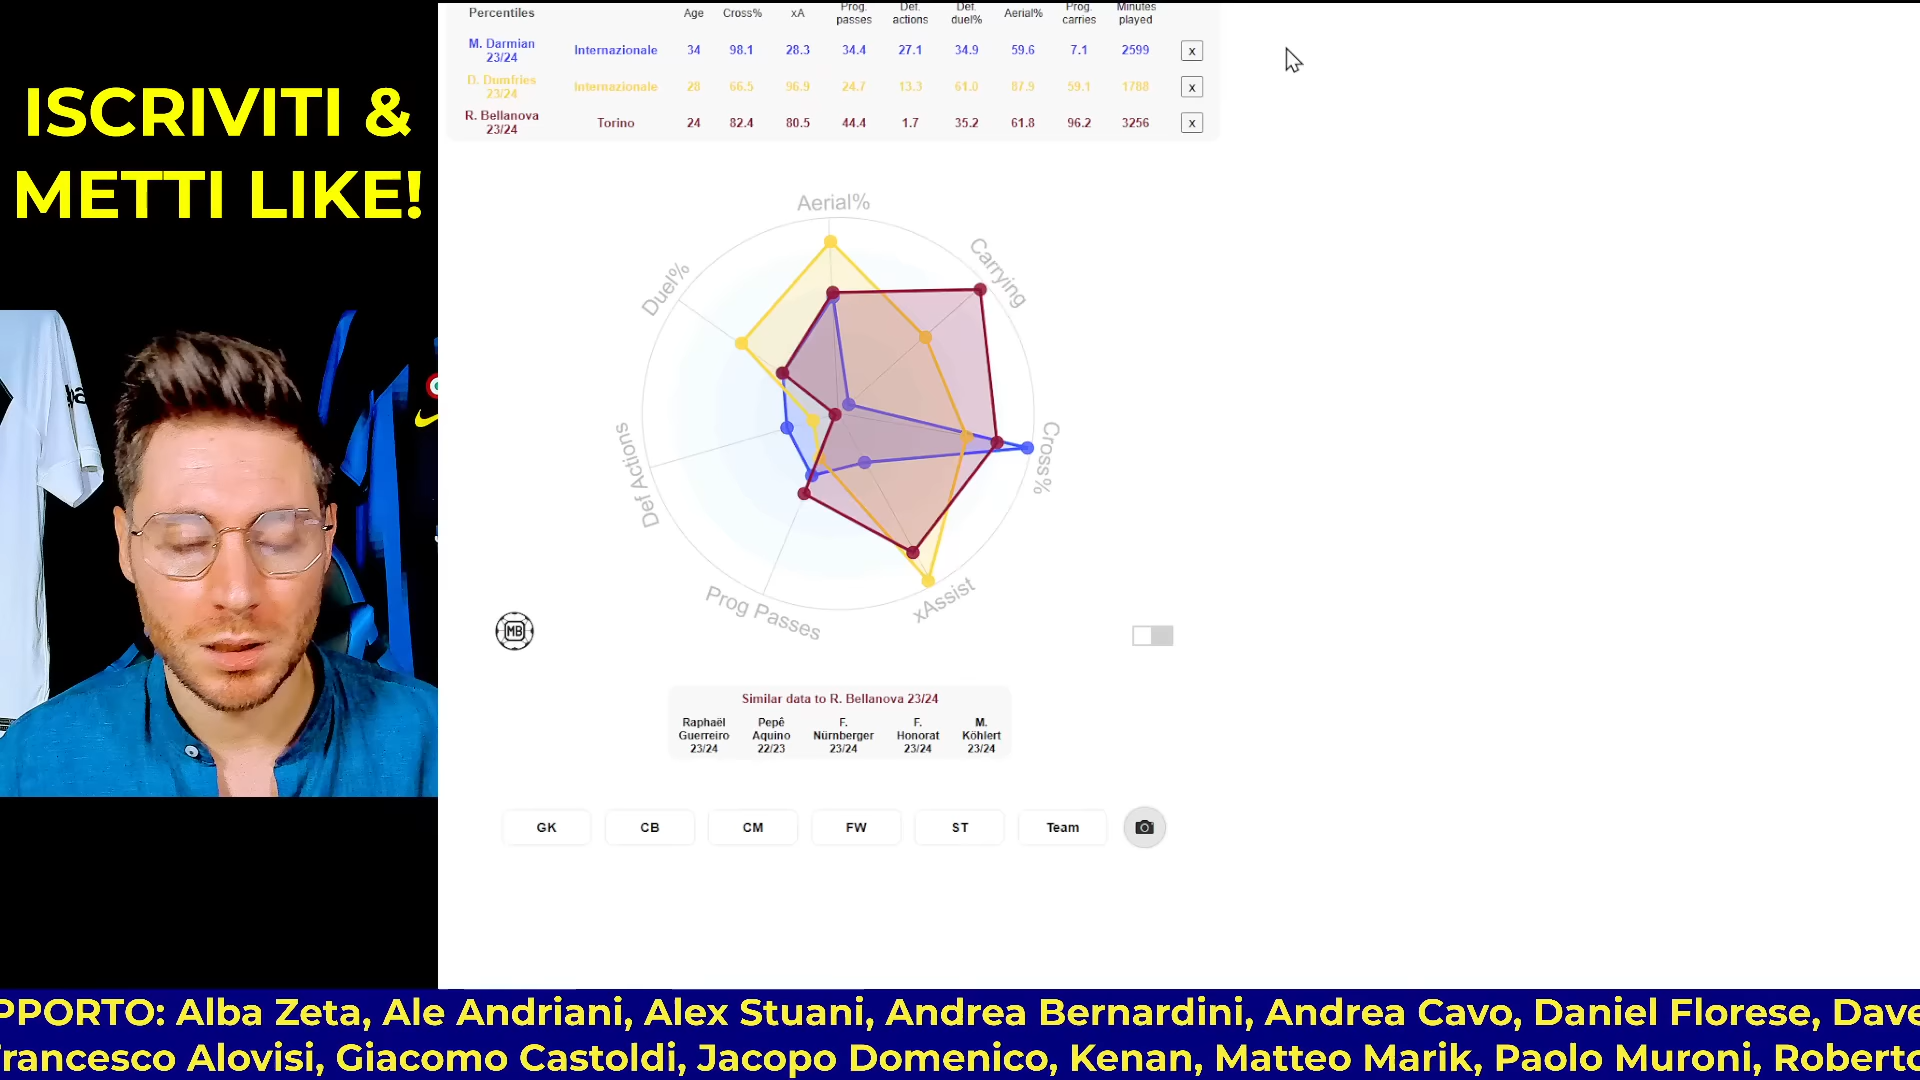 ISCRIVITI &
METTI LIKE!
Percentiles Age Cross% xA Prog. passes Def. actions Def. duel% Aerial% Prog. carries Minutes played
M. Darmian 23/24 Internazionale 34 98.1 28.3 34.4 27.1 34.9 59.6 7.1 2599 x
D. Dumfries 23/24 Internazionale 28 66.5 96.9 24.7 13.3 61.0 87.9 59.1 1788 x
R. Bellanova 23/24 Torino 24 82.4 80.5 44.4 1.7 35.2 61.8 96.2 3256 x
Aerial%
Carrying
Duel%
Cross%
Def Actions
Prog Passes
xAssist
MB
Similar data to R. Bellanova 23/24
Raphaël Guerreiro 23/24
Pepê Aquino 22/23
F. Nürnberger 23/24
F. Honorat 23/24
M. Köhlert 23/24
GK CB CM FW ST Team
PPORTO: Alba Zeta, Ale Andriani, Alex Stuani, Andrea Bernardini, Andrea Cavo, Daniel Florese, Dave
rancesco Alovisi, Giacomo Castoldi, Jacopo Domenico, Kenan, Matteo Marik, Paolo Muroni, Roberto